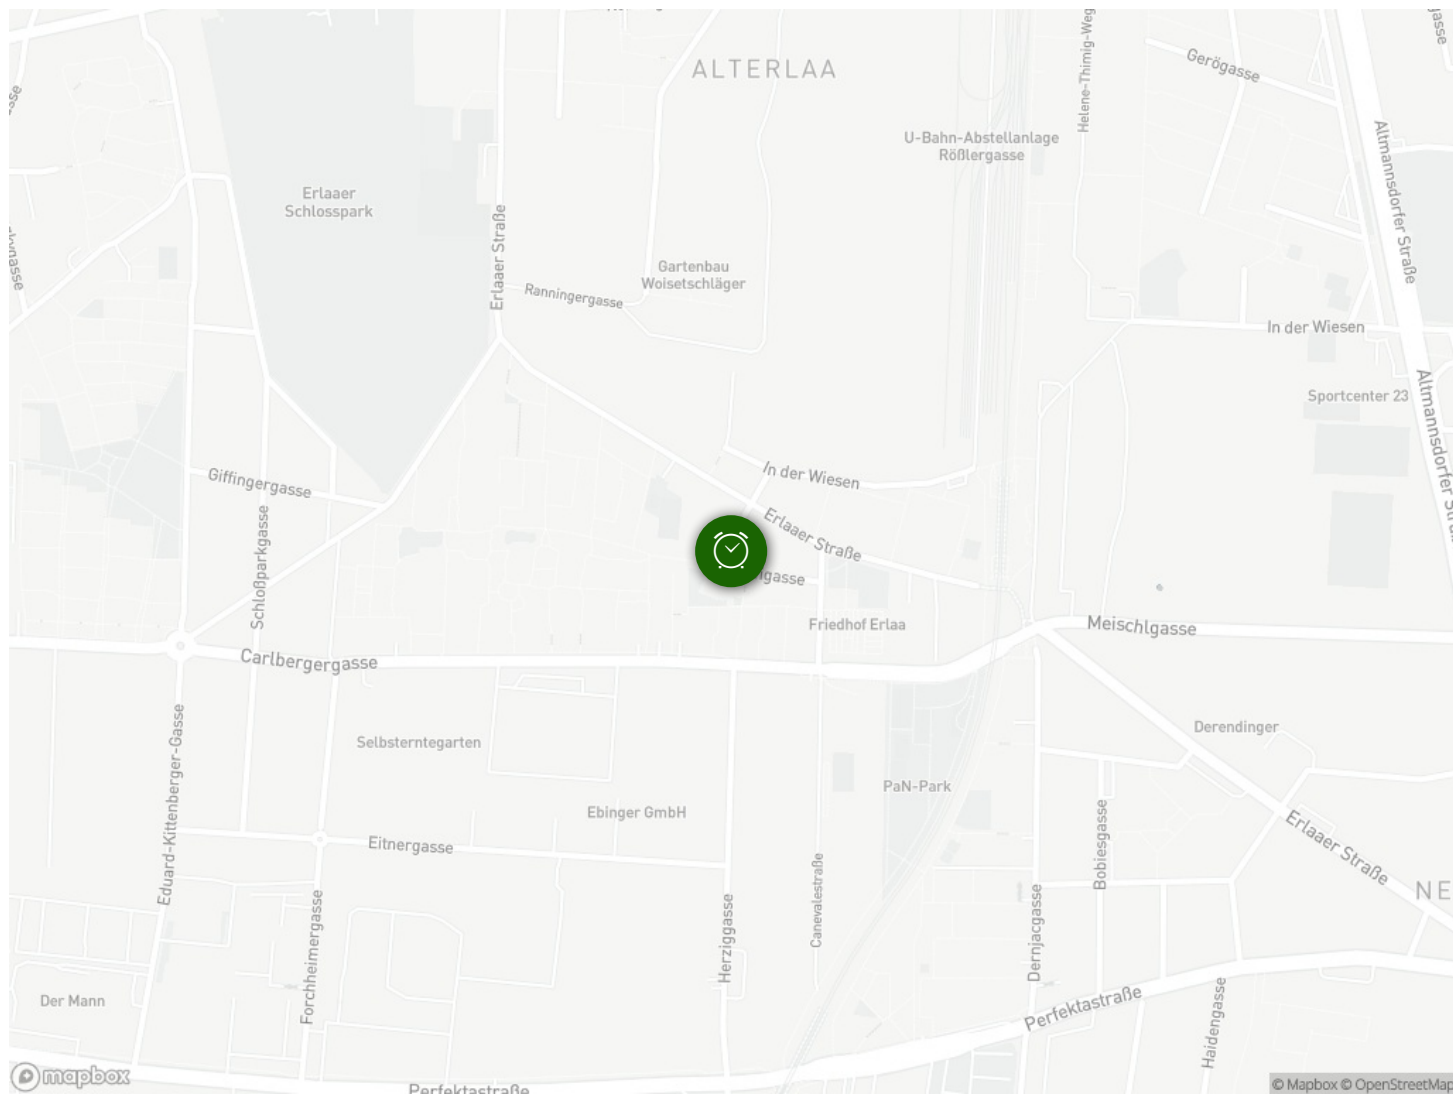 ALTERLAA
Helene-Thimig-Weg
Gerögasse
U-Bahn-Abstellanlage
Rößlergasse
Altmannsdorfer Straße
Erlaaer
Schlosspark
Erlaaer Straße
Gartenbau
Woisetschläger
Ranningergasse
In der Wiesen
Sportcenter 23
Altmannsdorfer
Giffingergasse
In der Wiesen
Schloßparkgasse
Erlaaer Straße
Friedhof Erlaa
Meischlgasse
Carlbergergasse
Eduard-Kittenberger-Gasse
Selbsterntegarten
Derendinger
PaN-Park
Ebinger GmbH
Eitnergasse
Bobiesgasse
Erlaaer Straße
Canevalestraße
Forchheimergasse
Herziggasse
Dernjacgasse
NE
Der Mann
Perfektastraße
Haidengasse
mapbox
Perfektastraße
© Mapbox © OpenStreetMap